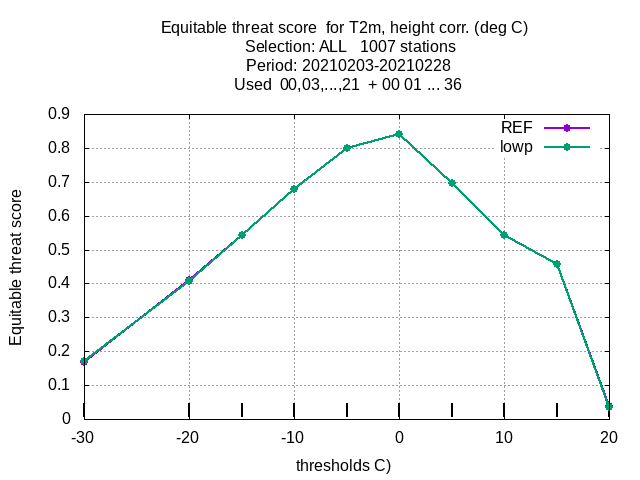 Equitable threat score  for T2m, height corr. (deg C)
Selection: ALL   1007 stations
Period: 20210203-20210228
Used  00,03,...,21  + 00 01 ... 36
REF
lowp
Equitable threat score
0.9
0.8
0.7
0.6
0.5
0.4
0.3
0.2
0.1
0
-30 -20 -10 0 10 20
thresholds C)